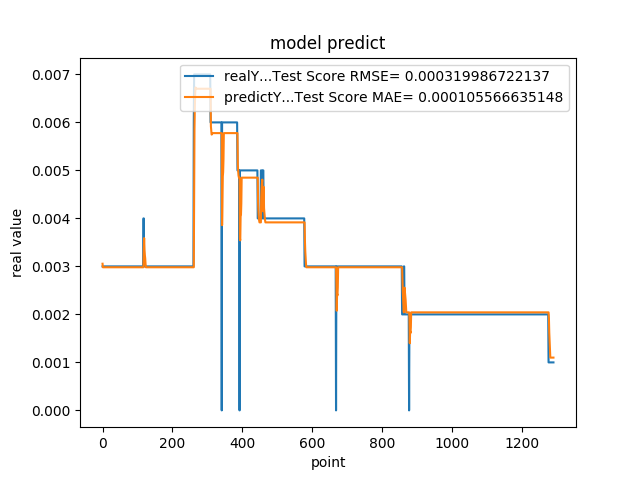 model predict
realY...Test Score RMSE= 0.000319986722137
predictY...Test Score MAE= 0.000105566635148
real value
0.007
0.006
0.005
0.004
0.003
0.002
0.001
0.000
0 200 400 600 800 1000 1200
point